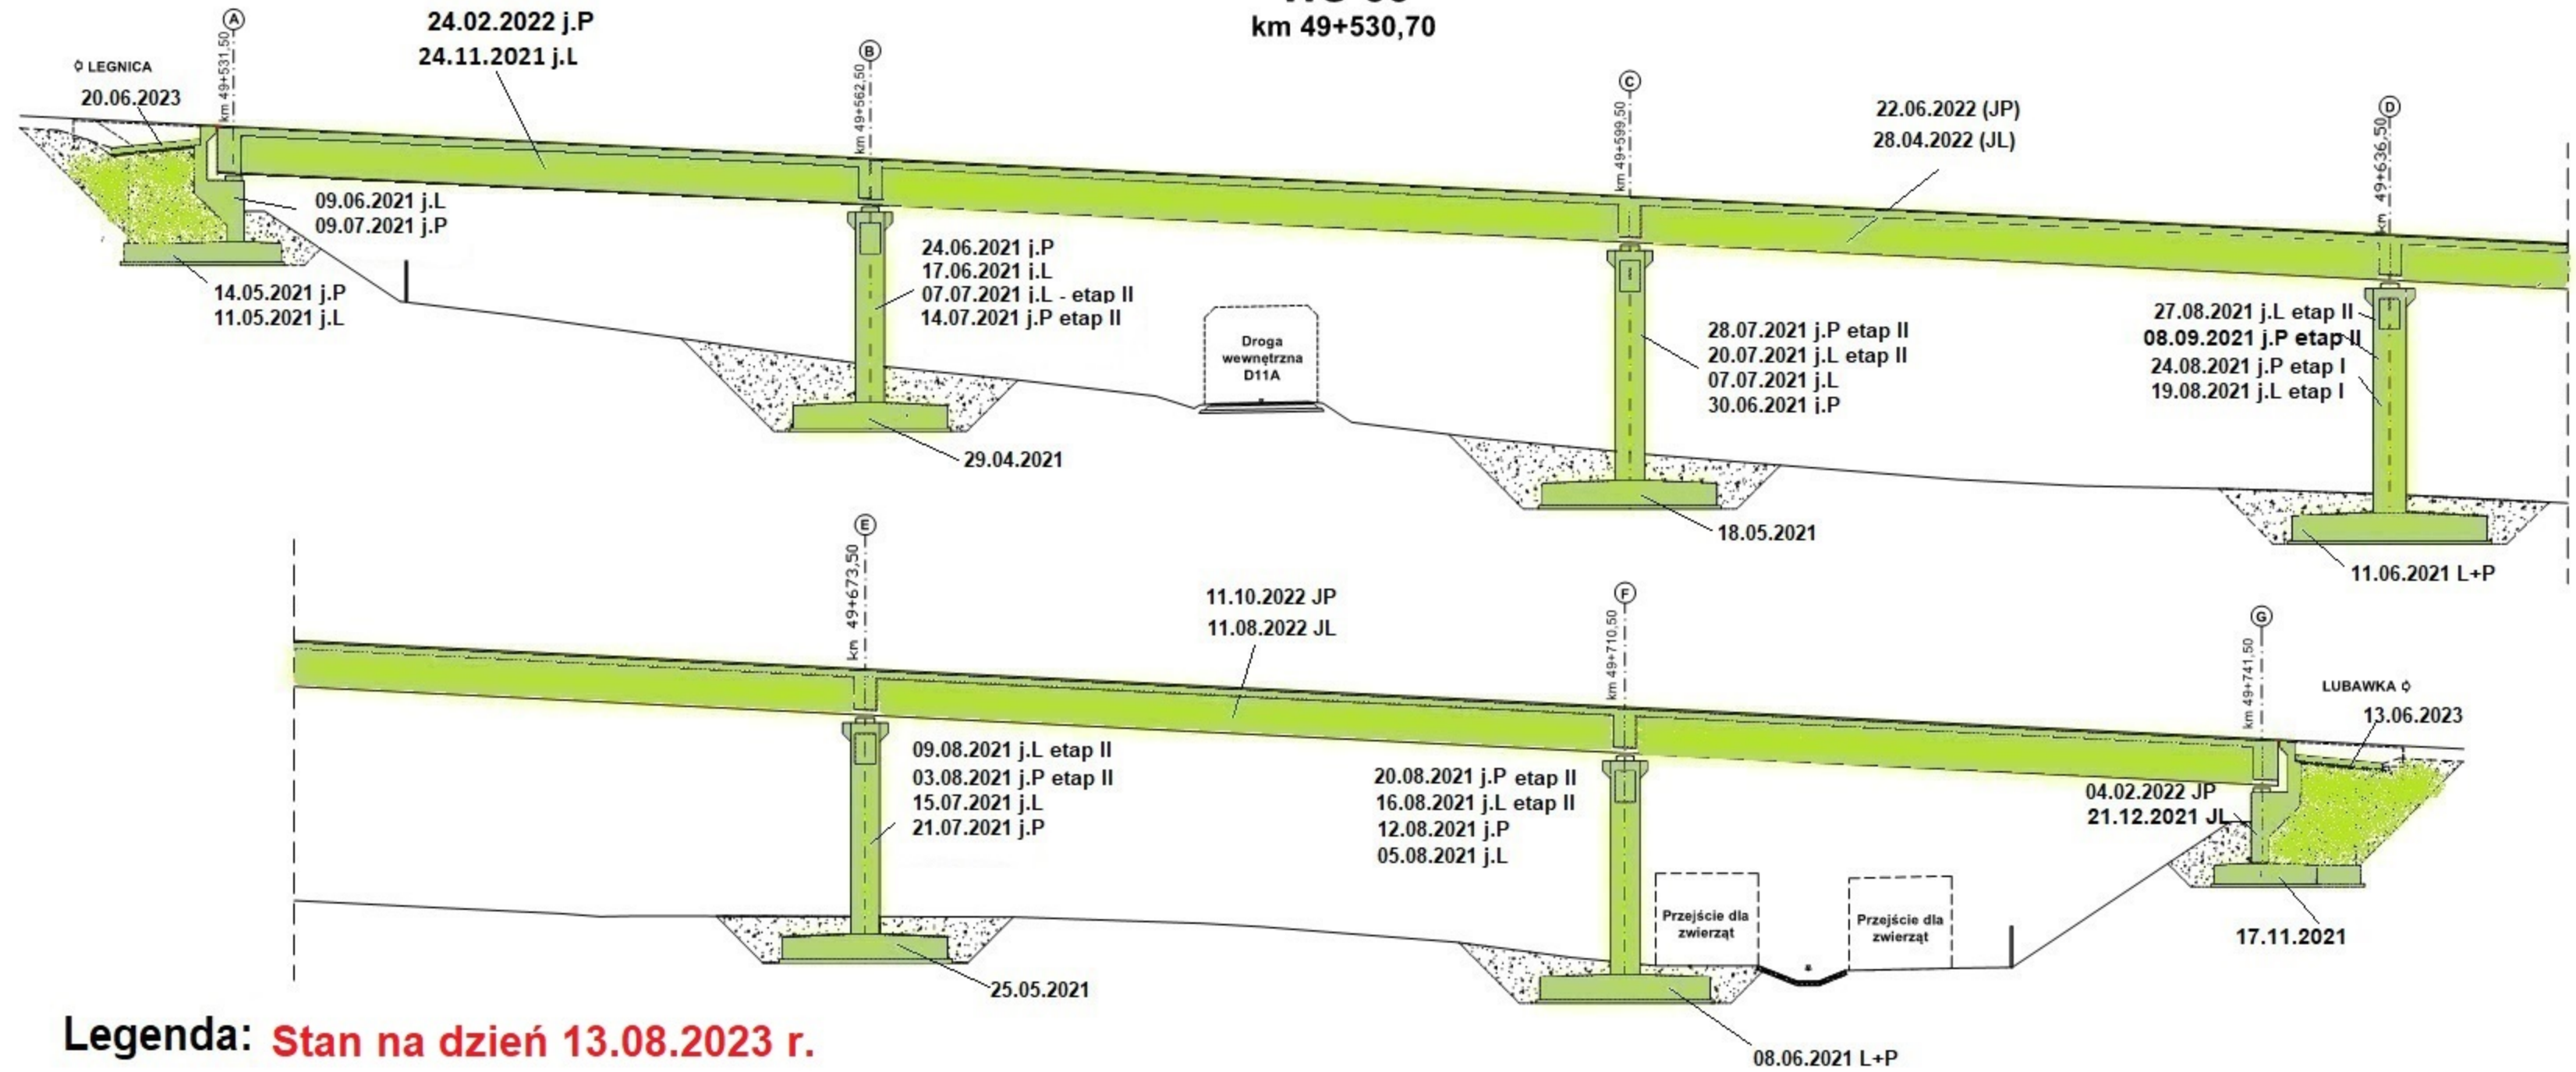 km 49+530,70
A
km 49+531,50
LEGNICA
20.06.2023
24.02.2022 j.P
24.11.2021 j.L
B
km 49+562,50
C
km 49+599,50
22.06.2022 (JP)
28.04.2022 (JL)
D
km 49+636,50
09.06.2021 j.L
09.07.2021 j.P
14.05.2021 j.P
11.05.2021 j.L
24.06.2021 j.P
17.06.2021 j.L
07.07.2021 j.L - etap II
14.07.2021 j.P etap II
29.04.2021
Droga
wewnętrzna
D11A
28.07.2021 j.P etap II
20.07.2021 j.L etap II
07.07.2021 j.L
30.06.2021 j.P
18.05.2021
27.08.2021 j.L etap II
08.09.2021 j.P etap II
24.08.2021 j.P etap I
19.08.2021 j.L etap I
11.06.2021 L+P
E
km 49+673,50
11.10.2022 JP
11.08.2022 JL
F
km 49+710,50
G
km 49+741,50
LUBAWKA
13.06.2023
09.08.2021 j.L etap II
03.08.2021 j.P etap II
15.07.2021 j.L
21.07.2021 j.P
25.05.2021
20.08.2021 j.P etap II
16.08.2021 j.L etap II
12.08.2021 j.P
05.08.2021 j.L
04.02.2022 JP
21.12.2021 JL
Przejście dla
zwierząt
Przejście dla
zwierząt
17.11.2021
08.06.2021 L+P
Legenda: Stan na dzień 13.08.2023 r.